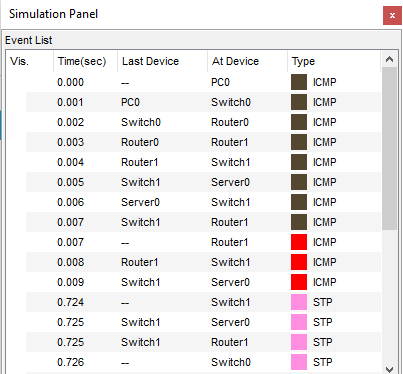 Simulation Panel
x
Event List
Vis. Time(sec) Last Device At Device Type
0.000 -- PC0 ICMP
0.001 PC0 Switch0 ICMP
0.002 Switch0 Router0 ICMP
0.003 Router0 Router1 ICMP
0.004 Router1 Switch1 ICMP
0.005 Switch1 Server0 ICMP
0.006 Server0 Switch1 ICMP
0.007 Switch1 Router1 ICMP
0.007 -- Router1 ICMP
0.008 Router1 Switch1 ICMP
0.009 Switch1 Server0 ICMP
0.724 -- Switch1 STP
0.725 Switch1 Server0 STP
0.725 Switch1 Router1 STP
0.726 -- Switch0 STP